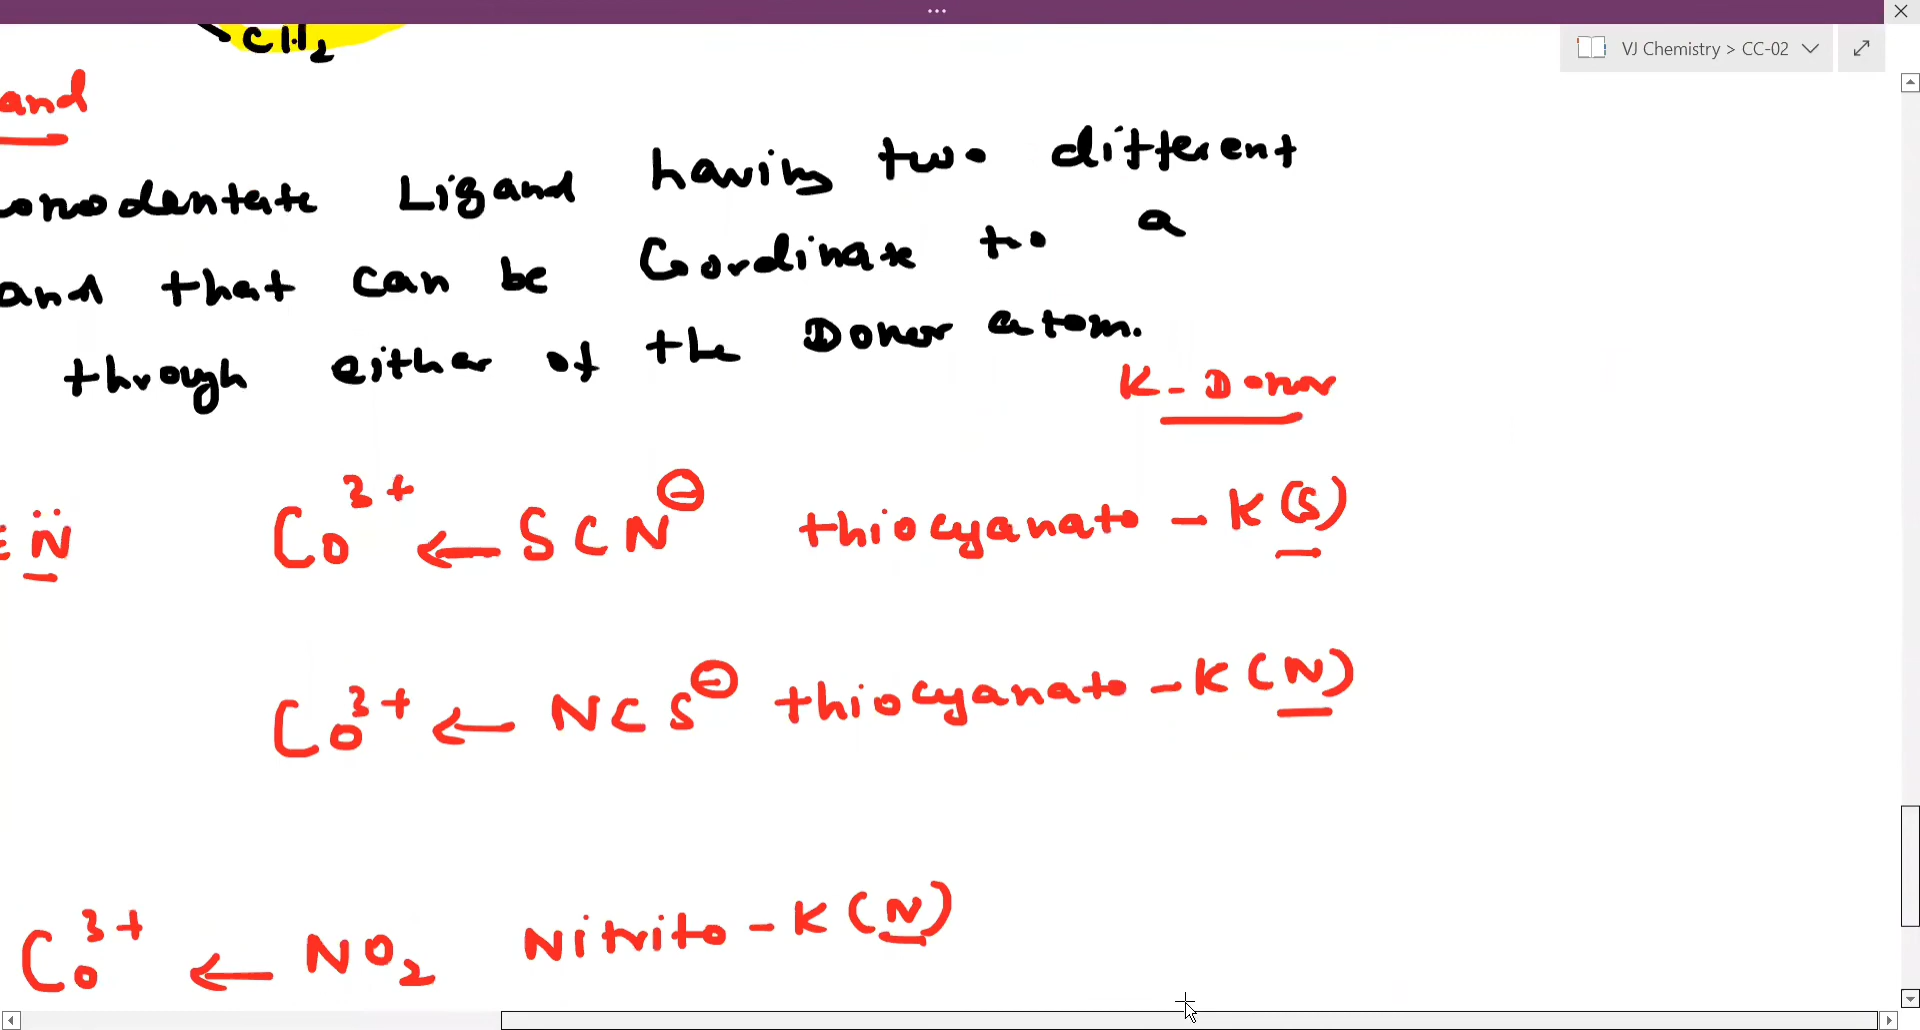 CH₂
VJ Chemistry > CC-02
and
onodentate Ligand having two different
and that can be Coordinate to a
through either of the Donor atom.
K - Donor
N̈ Co³⁺ ← SCN⊖ thiocyanato - K (S)
Co³⁺ ← NCS⊖ thiocyanato - K (N)
Co³⁺ ← NO₂ Nitrito - K (N)